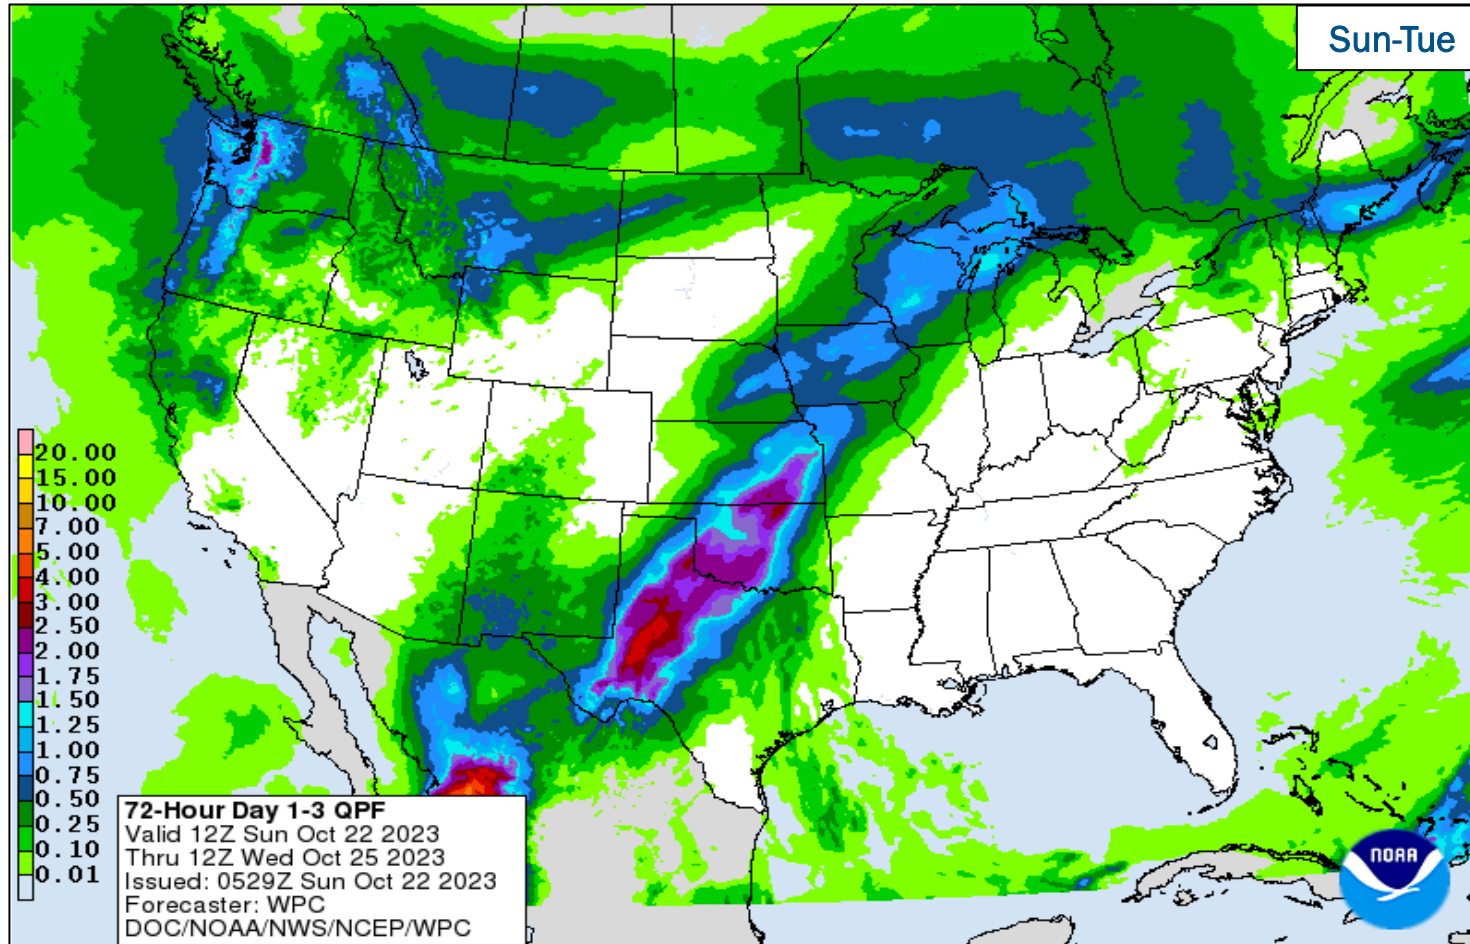 Sun-Tue
20.00
15.00
10.00
7.00
5.00
4.00
3.00
2.50
2.00
1.75
1.50
1.25
1.00
0.75
0.50
0.25
0.10
0.01
72-Hour Day 1-3 QPF
Valid 12Z Sun Oct 22 2023
Thru 12Z Wed Oct 25 2023
Issued: 0529Z Sun Oct 22 2023
Forecaster: WPC
DOC/NOAA/NWS/NCEP/WPC
NOAA